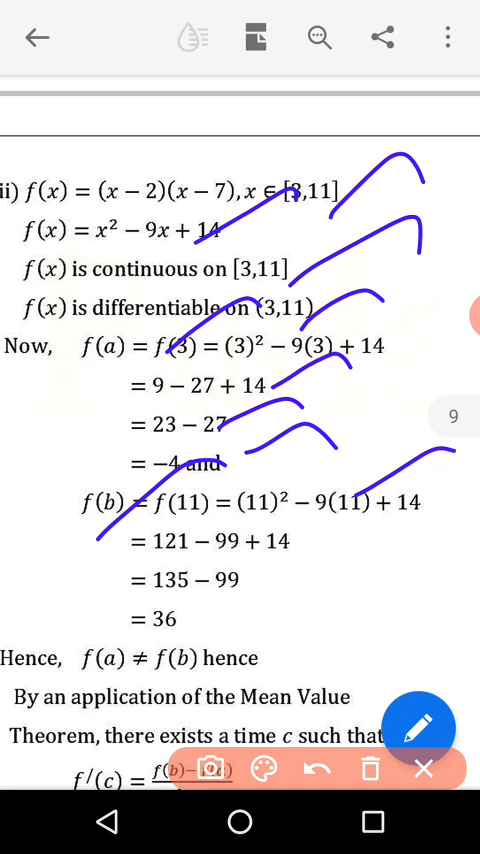 ii) f(x) = (x − 2)(x − 7), x ∈ [3,11]
f(x) = x² − 9x + 14
f(x) is continuous on [3,11]
f(x) is differentiable on (3,11)
Now, f(a) = f(3) = (3)² − 9(3) + 14
= 9 − 27 + 14
= 23 − 27
= −4 and
9
f(b) = f(11) = (11)² − 9(11) + 14
= 121 − 99 + 14
= 135 − 99
= 36
Hence, f(a) ≠ f(b) hence
By an application of the Mean Value
Theorem, there exists a time c such that
f′(c) = f(b)−f(a)